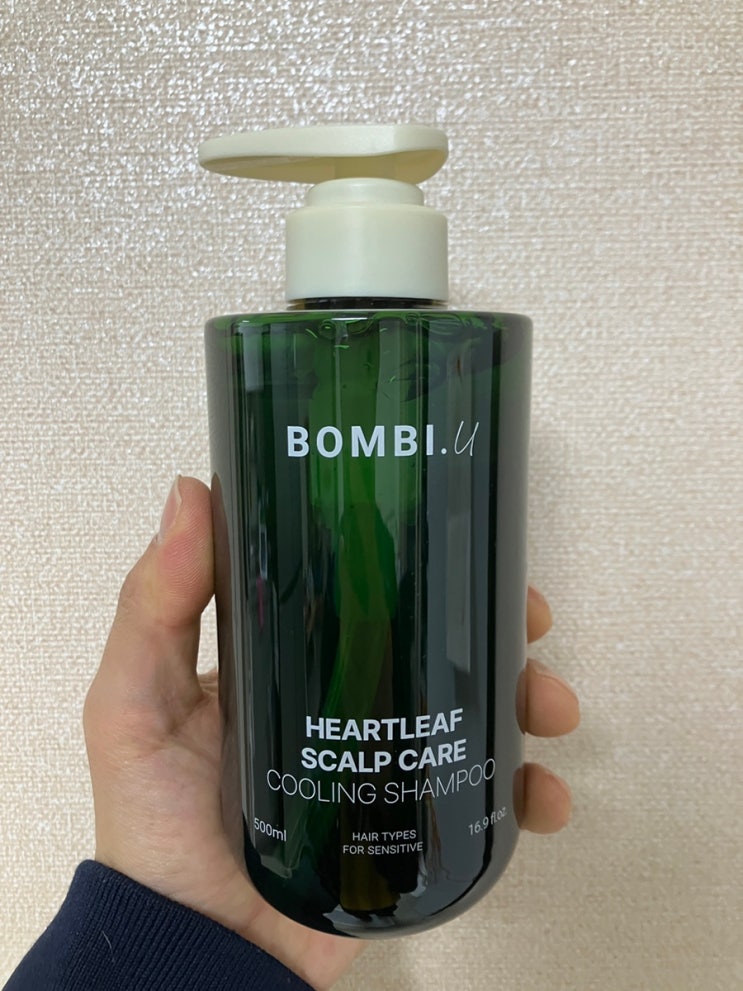 BOMBI.U
HEARTLEAF
SCALP CARE
COOLING SHAMPOO
500ml
HAIR TYPES
FOR SENSITIVE
16.9 fl.oz.